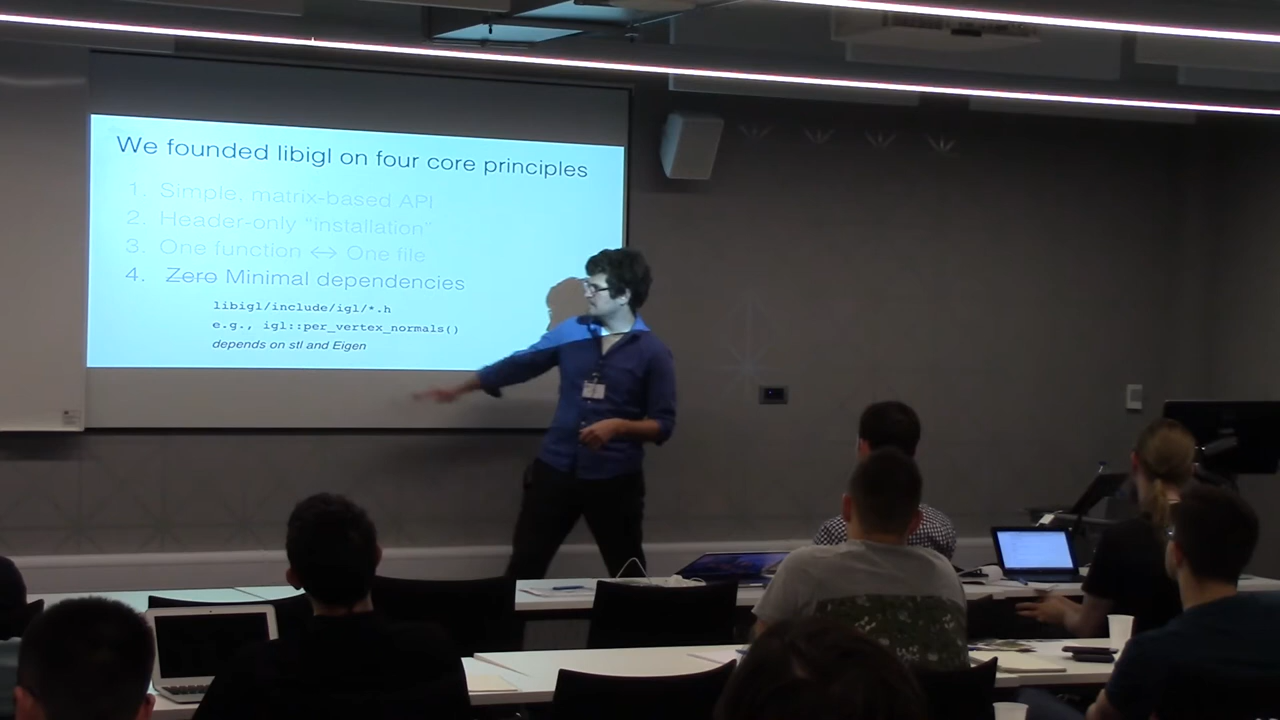 We founded libigl on four core principles
1. Simple, matrix-based API
2. Header-only “installation”
3. One function ↔ One file
4. Zero Minimal dependencies
libigl/include/igl/*.h
e.g., igl::per_vertex_normals()
depends on stl and Eigen